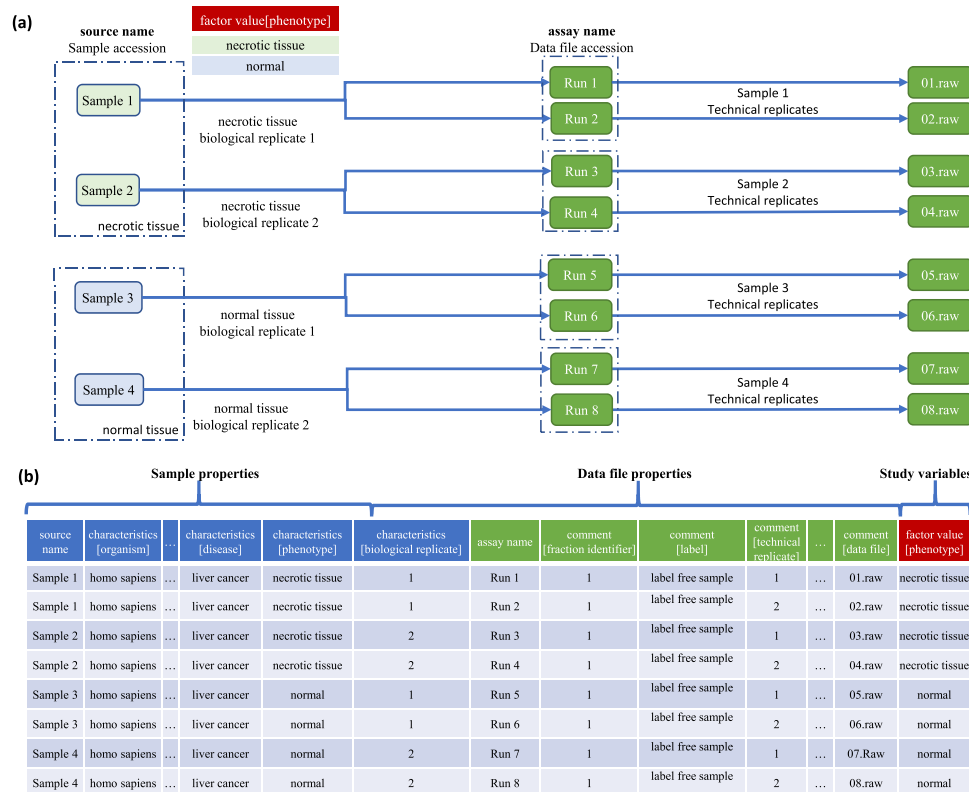 (a)
source name
Sample accession
factor value[phenotype]
necrotic tissue
normal
assay name
Data file accession
Sample 1
necrotic tissue
biological replicate 1
Run 1
Run 2
Sample 1
Technical replicates
01.raw
02.raw
Sample 2
necrotic tissue
necrotic tissue
biological replicate 2
Run 3
Run 4
Sample 2
Technical replicates
03.raw
04.raw
Sample 3
normal tissue
biological replicate 1
Run 5
Run 6
Sample 3
Technical replicates
05.raw
06.raw
Sample 4
normal tissue
normal tissue
biological replicate 2
Run 7
Run 8
Sample 4
Technical replicates
07.raw
08.raw
(b)
Sample properties Data file properties Study variables
source name characteristics [organism] … characteristics [disease] characteristics [phenotype] characteristics [biological replicate] assay name comment [fraction identifier] comment [label] comment [technical replicate] … comment [data file] factor value [phenotype]
Sample 1 homo sapiens … liver cancer necrotic tissue 1 Run 1 1 label free sample 1 … 01.raw necrotic tissue
Sample 1 homo sapiens … liver cancer necrotic tissue 1 Run 2 1 label free sample 2 … 02.raw necrotic tissue
Sample 2 homo sapiens … liver cancer necrotic tissue 2 Run 3 1 label free sample 1 … 03.raw necrotic tissue
Sample 2 homo sapiens … liver cancer necrotic tissue 2 Run 4 1 label free sample 2 … 04.raw necrotic tissue
Sample 3 homo sapiens … liver cancer normal 1 Run 5 1 label free sample 1 … 05.raw normal
Sample 3 homo sapiens … liver cancer normal 1 Run 6 1 label free sample 2 … 06.raw normal
Sample 4 homo sapiens … liver cancer normal 2 Run 7 1 label free sample 1 … 07.Raw normal
Sample 4 homo sapiens … liver cancer normal 2 Run 8 1 label free sample 2 … 08.raw normal